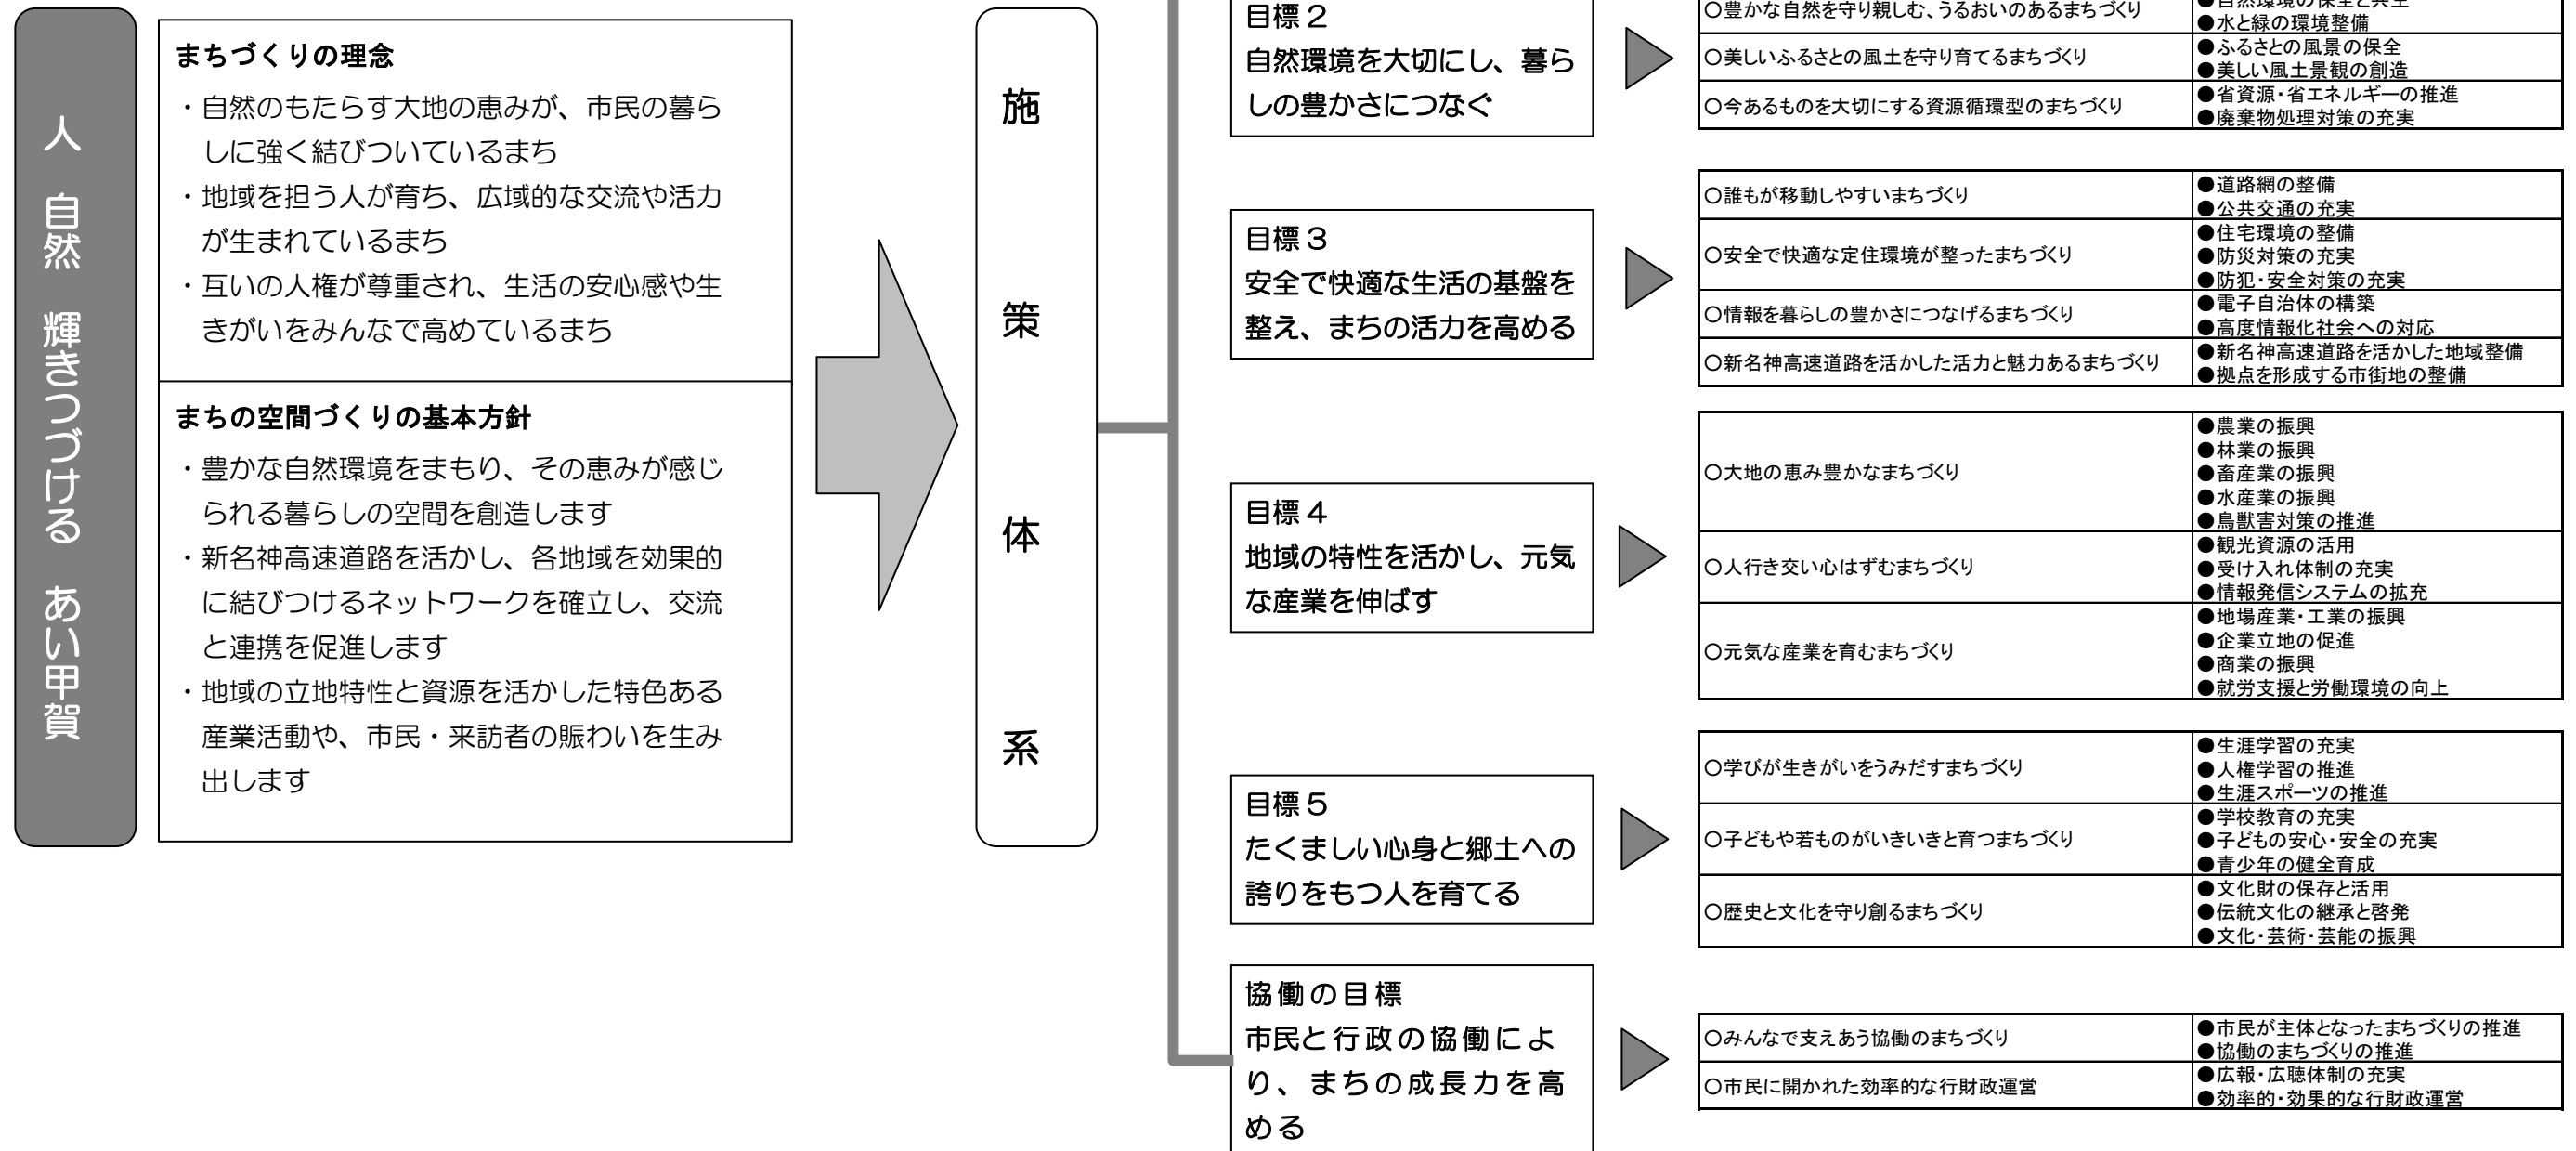 人 自然 輝きつづける あい甲賀
まちづくりの理念
・自然のもたらす大地の恵みが、市民の暮ら
しに強く結びついているまち
・地域を担う人が育ち、広域的な交流や活力
が生まれているまち
・互いの人権が尊重され、生活の安心感や生
きがいをみんなで高めているまち
まちの空間づくりの基本方針
・豊かな自然環境をまもり、その恵みが感じ
られる暮らしの空間を創造します
・新名神高速道路を活かし、各地域を効果的
に結びつけるネットワークを確立し、交流
と連携を促進します
・地域の立地特性と資源を活かした特色ある
産業活動や、市民・来訪者の賑わいを生み
出します
施策体系
目標2
自然環境を大切にし、暮ら
しの豊かさにつなぐ
○豊かな自然を守り親しむ、うるおいのあるまちづくり
●自然環境の保全と共生
●水と緑の環境整備
○美しいふるさとの風土を守り育てるまちづくり
●ふるさとの風景の保全
●美しい風土景観の創造
○今あるものを大切にする資源循環型のまちづくり
●省資源・省エネルギーの推進
●廃棄物処理対策の充実
目標3
安全で快適な生活の基盤を
整え、まちの活力を高める
○誰もが移動しやすいまちづくり
●道路網の整備
●公共交通の充実
○安全で快適な定住環境が整ったまちづくり
●住宅環境の整備
●防災対策の充実
●防犯・安全対策の充実
○情報を暮らしの豊かさにつなげるまちづくり
●電子自治体の構築
●高度情報化社会への対応
○新名神高速道路を活かした活力と魅力あるまちづくり
●新名神高速道路を活かした地域整備
●拠点を形成する市街地の整備
目標4
地域の特性を活かし、元気
な産業を伸ばす
○大地の恵み豊かなまちづくり
●農業の振興
●林業の振興
●畜産業の振興
●水産業の振興
●鳥獣害対策の推進
○人行き交い心はずむまちづくり
●観光資源の活用
●受け入れ体制の充実
●情報発信システムの拡充
○元気な産業を育むまちづくり
●地場産業・工業の振興
●企業立地の促進
●商業の振興
●就労支援と労働環境の向上
目標5
たくましい心身と郷土への
誇りをもつ人を育てる
○学びが生きがいをうみだすまちづくり
●生涯学習の充実
●人権学習の推進
●生涯スポーツの推進
○子どもや若ものがいきいきと育つまちづくり
●学校教育の充実
●子どもの安心・安全の充実
●青少年の健全育成
○歴史と文化を守り創るまちづくり
●文化財の保存と活用
●伝統文化の継承と啓発
●文化・芸術・芸能の振興
協働の目標
市民と行政の協働によ
り、まちの成長力を高
める
○みんなで支えあう協働のまちづくり
●市民が主体となったまちづくりの推進
●協働のまちづくりの推進
○市民に開かれた効率的な行財政運営
●広報・広聴体制の充実
●効率的・効果的な行財政運営